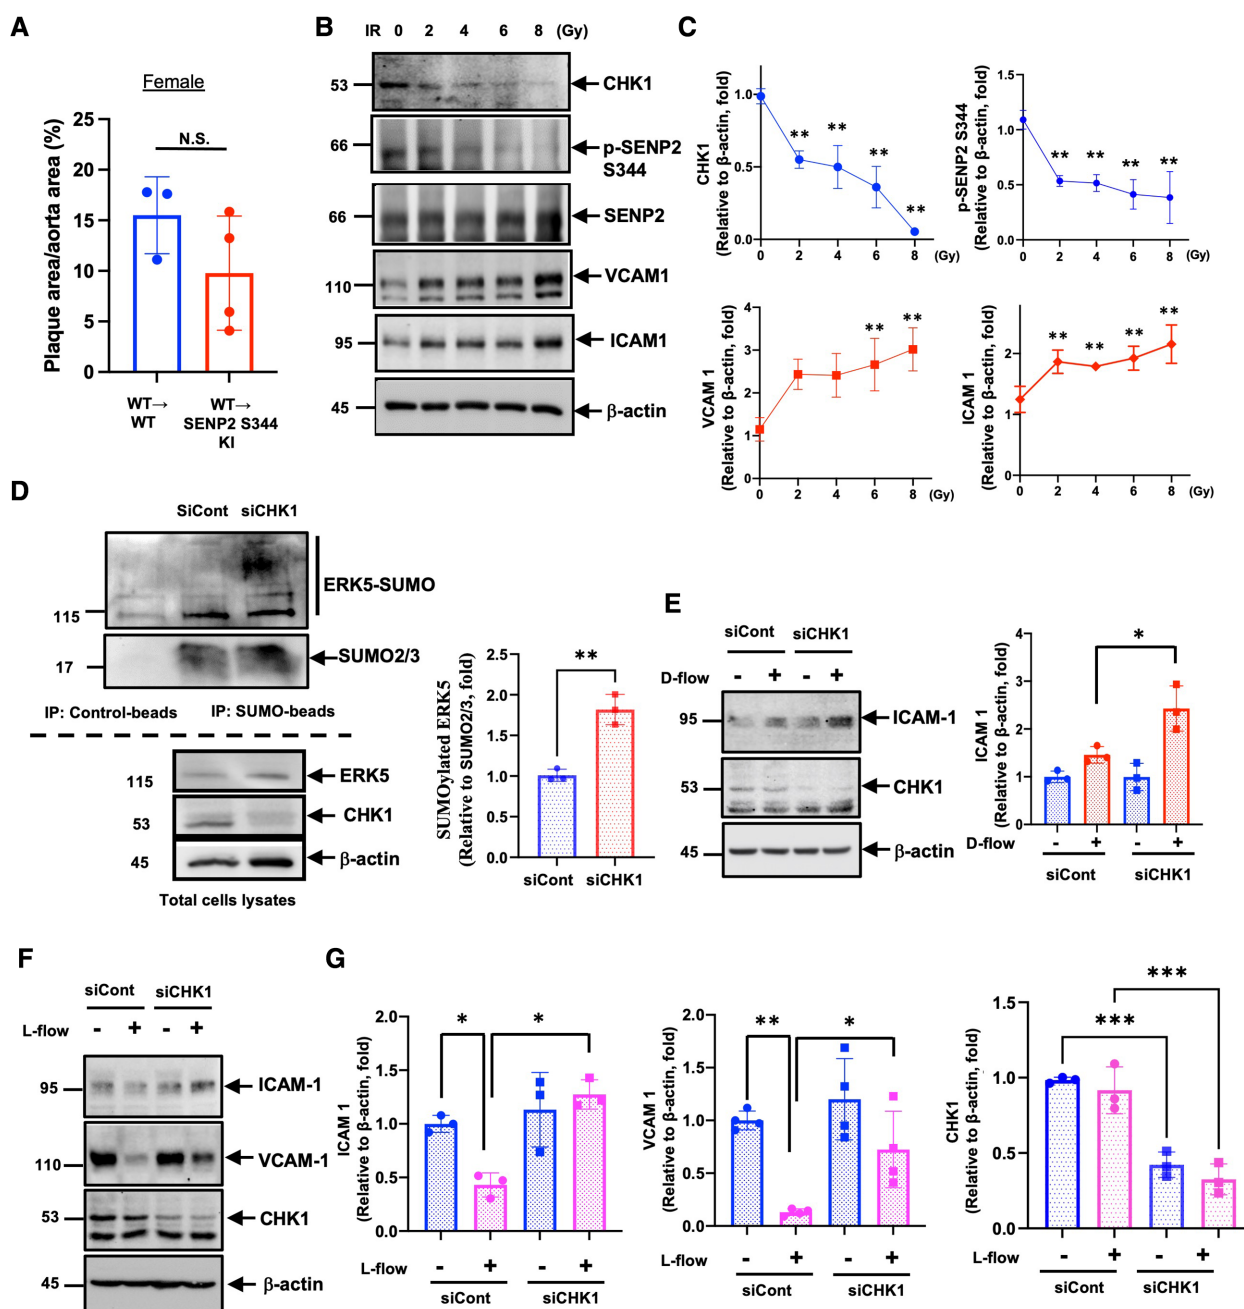 A
Female
N.S.
Plaque area/aorta area (%)
25
20
15
10
5
0
WT→
WT
WT→
SENP2 S344
KI
B
IR 0 2 4 6 8 (Gy)
53 CHK1
66 p-SENP2
S344
66 SENP2
110 VCAM1
95 ICAM1
45 β-actin
C
CHK1
(Relative to β-actin, fold)
1.0
0.5
0.0
** ** ** **
0 2 4 6 8 (Gy)
p-SENP2 S344
(Relative to β-actin, fold)
1.5
1.0
0.5
0.0
** ** ** **
0 2 4 6 8 (Gy)
VCAM 1
(Relative to β-actin, fold)
4
3
2
1
0
** **
0 2 4 6 8 (Gy)
ICAM 1
(Relative to β-actin, fold)
2
1
0
** ** ** **
0 2 4 6 8 (Gy)
D
SiCont siCHK1
115 ERK5-SUMO
17 SUMO2/3
IP: Control-beads IP: SUMO-beads
115 ERK5
53 CHK1
45 β-actin
Total cells lysates
SUMOylated ERK5
(Relative to SUMO2/3, fold)
2.5
2.0
1.5
1.0
0.5
0.0
**
siCont siCHK1
E
siCont siCHK1
D-flow - + - +
95 ICAM-1
53 CHK1
45 β-actin
ICAM 1
(Relative to β-actin, fold)
4
3
2
1
0
*
D-flow - + - +
siCont siCHK1
F
siCont siCHK1
L-flow - + - +
95 ICAM-1
110 VCAM-1
53 CHK1
45 β-actin
G
ICAM 1
(Relative to β-actin, fold)
2.0
1.5
1.0
0.5
0.0
* *
L-flow - + - +
siCont siCHK1
VCAM 1
(Relative to β-actin, fold)
2.0
1.5
1.0
0.5
0.0
** *
L-flow - + - +
siCont siCHK1
CHK1
(Relative to β-actin, fold)
1.5
1.0
0.5
0.0
*** ***
L-flow - + - +
siCont siCHK1